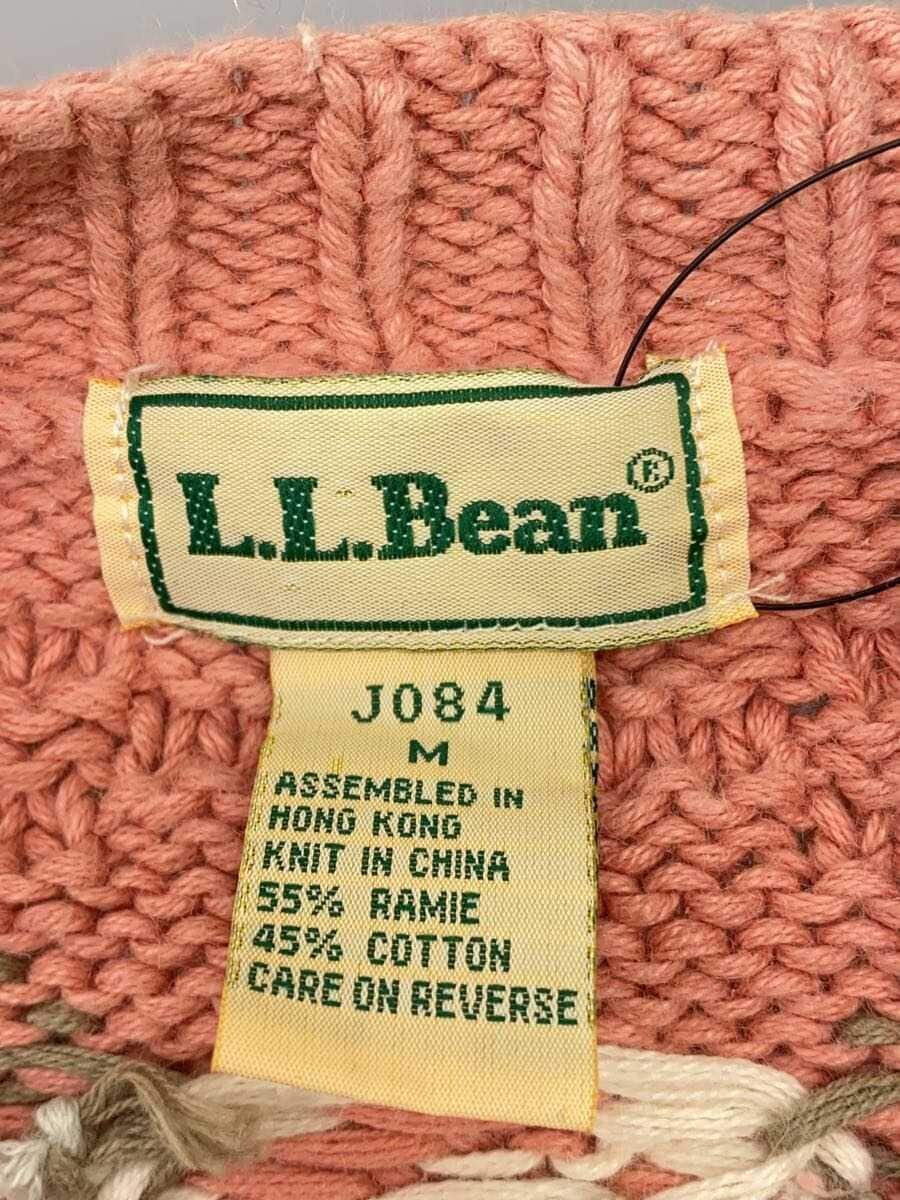 L.L.Bean®
J084
M
ASSEMBLED IN
HONG KONG
KNIT IN CHINA
55% RAMIE
45% COTTON
CARE ON REVERSE